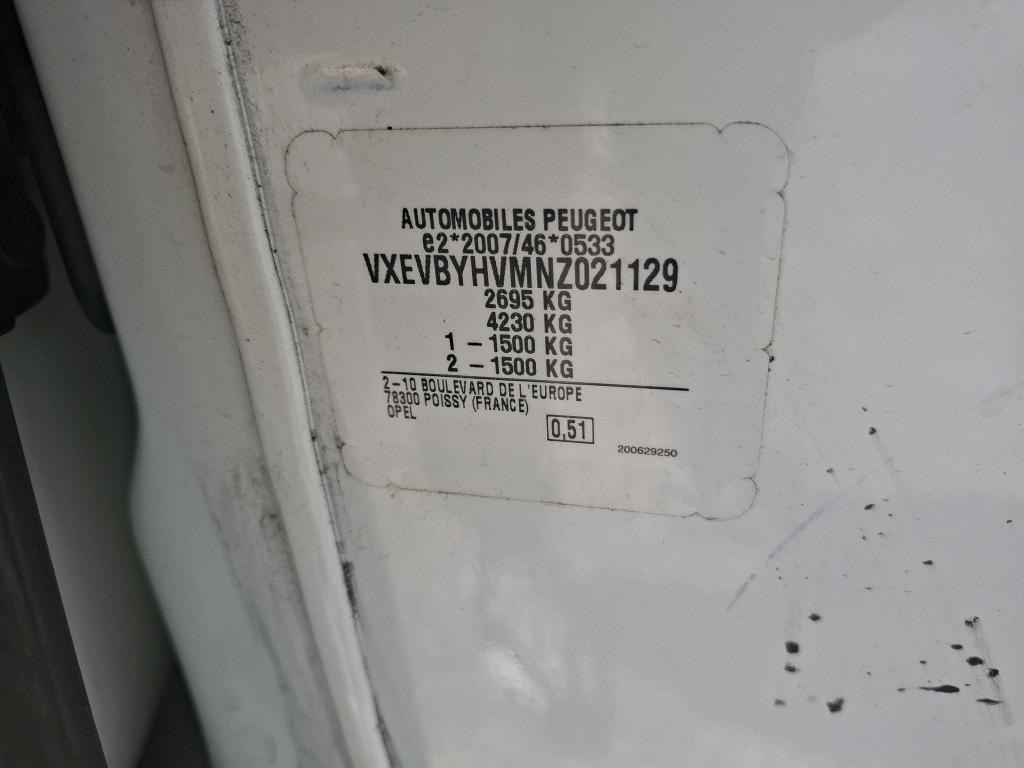 AUTOMOBILES PEUGEOT
e2*2007/46*0533
VXEVBYHVMNZ021129
2695 KG
4230 KG
1 – 1500 KG
2 – 1500 KG
2–10 BOULEVARD DE L'EUROPE
78300 POISSY (FRANCE)
OPEL
0,51
200629250